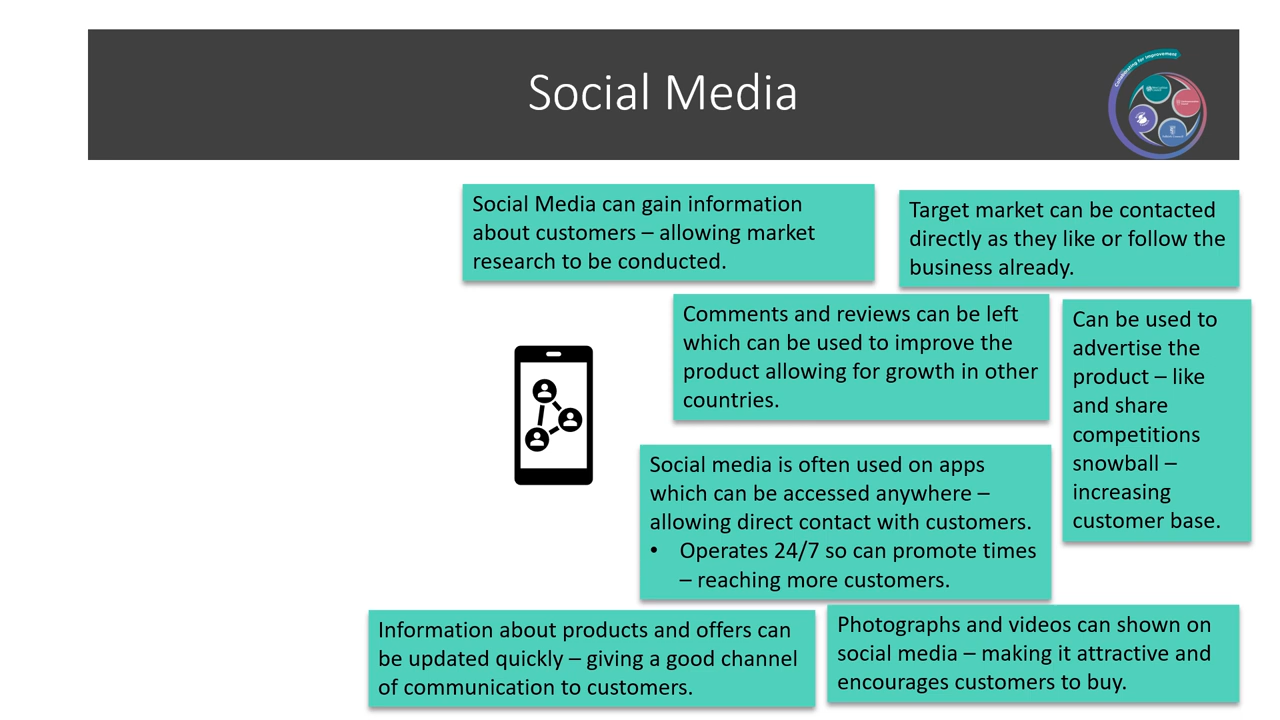 Social Media
Collaborating for Improvement
Social Media can gain information
about customers – allowing market
research to be conducted.
Target market can be contacted
directly as they like or follow the
business already.
Comments and reviews can be left
which can be used to improve the
product allowing for growth in other
countries.
Can be used to
advertise the
product – like
and share
competitions
snowball –
increasing
customer base.
Social media is often used on apps
which can be accessed anywhere –
allowing direct contact with customers.
• Operates 24/7 so can promote times
– reaching more customers.
Information about products and offers can
be updated quickly – giving a good channel
of communication to customers.
Photographs and videos can shown on
social media – making it attractive and
encourages customers to buy.